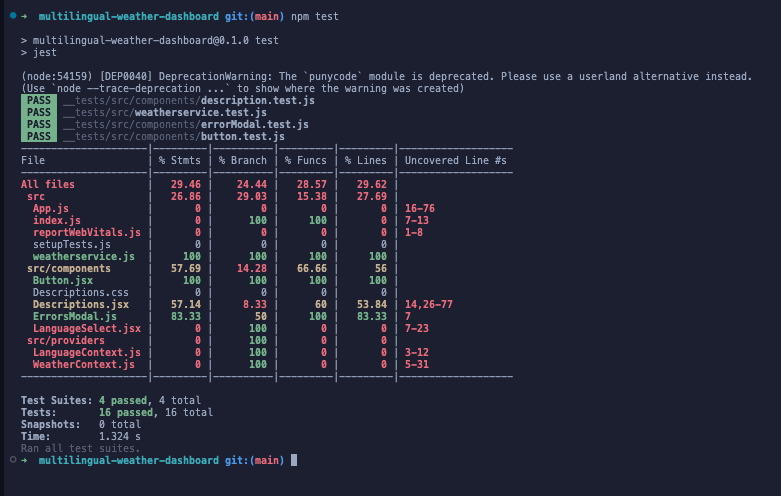 → multilingual-weather-dashboard git:(main) npm test
> multilingual-weather-dashboard@0.1.0 test
> jest
(node:54159) [DEP0040] DeprecationWarning: The `punycode` module is deprecated. Please use a userland alternative instead.
(Use `node --trace-deprecation ...` to show where the warning was created)
PASS __tests/src/components/description.test.js
PASS __tests/src/weatherservice.test.js
PASS __tests/src/components/errorModal.test.js
PASS __tests/src/components/button.test.js
---------------------|---------|----------|---------|---------|-------------------
File                 | % Stmts | % Branch | % Funcs | % Lines | Uncovered Line #s
---------------------|---------|----------|---------|---------|-------------------
All files            |   29.46 |    24.44 |   28.57 |   29.62 |
 src                 |   26.86 |    29.03 |   15.38 |   27.69 |
  App.js             |       0 |        0 |       0 |       0 | 16-76
  index.js           |       0 |      100 |     100 |       0 | 7-13
  reportWebVitals.js |       0 |        0 |       0 |       0 | 1-8
  setupTests.js      |       0 |        0 |       0 |       0 |
  weatherservice.js  |     100 |      100 |     100 |     100 |
 src/components      |   57.69 |    14.28 |   66.66 |      56 |
  Button.jsx         |     100 |      100 |     100 |     100 |
  Descriptions.css   |       0 |        0 |       0 |       0 |
  Descriptions.jsx   |   57.14 |     8.33 |      60 |   53.84 | 14,26-77
  ErrorsModal.js     |   83.33 |       50 |     100 |   83.33 | 7
  LanguageSelect.jsx |       0 |      100 |       0 |       0 | 7-23
 src/providers       |       0 |      100 |       0 |       0 |
  LanguageContext.js |       0 |      100 |       0 |       0 | 3-12
  WeatherContext.js  |       0 |      100 |       0 |       0 | 5-31
---------------------|---------|----------|---------|---------|-------------------
Test Suites: 4 passed, 4 total
Tests:       16 passed, 16 total
Snapshots:   0 total
Time:        1.324 s
Ran all test suites.
→ multilingual-weather-dashboard git:(main)